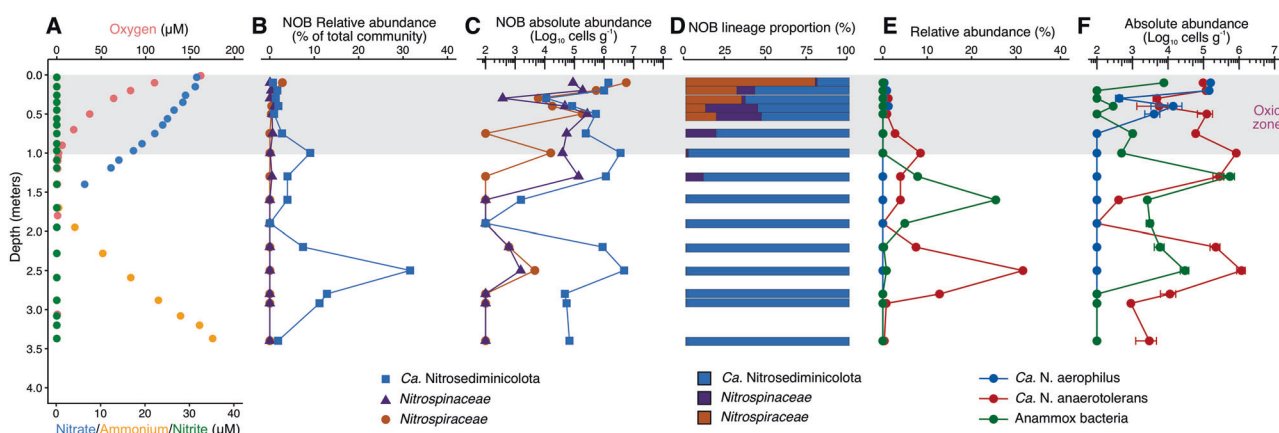 A
Oxygen (µM)
0 50 100 150 200
Depth (meters)
0.0
0.5
1.0
1.5
2.0
2.5
3.0
3.5
4.0
0 10 20 30 40
Nitrate/Ammonium/Nitrite (µM)
B
NOB Relative abundance
(% of total community)
0 10 20 30 40
Ca. Nitrosediminicolota
Nitrospinaceae
Nitrospiraceae
C
NOB absolute abundance
(Log10 cells g-1)
2 3 4 5 6 7 8
D
NOB lineage proportion (%)
0 25 50 75 100
Ca. Nitrosediminicolota
Nitrospinaceae
Nitrospiraceae
E
Relative abundance (%)
0 10 20 30 40
F
Absolute abundance
(Log10 cells g-1)
2 3 4 5 6 7
Oxic
zone
Ca. N. aerophilus
Ca. N. anaerotolerans
Anammox bacteria